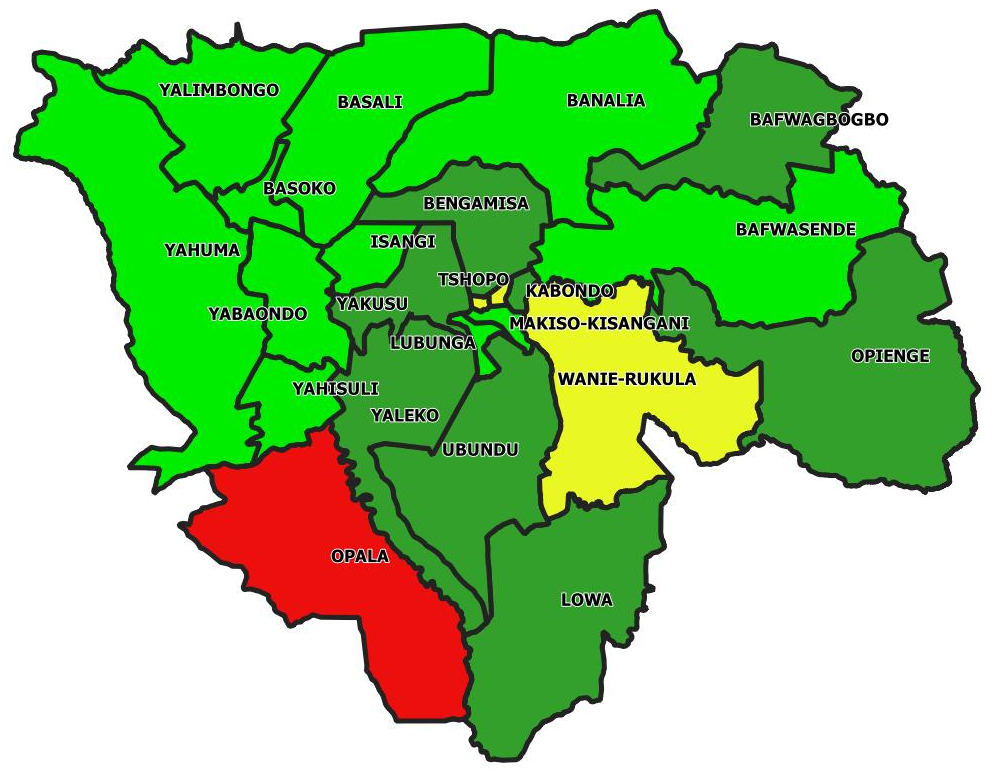 YALIMBONGO
BASALI
BANALIA
BAFWAGBOGBO
BASOKO
BENGAMISA
BAFWASENDE
YAHUMA
ISANGI
TSHOPO
KABONDO
YAKUSU
YABAONDO
MAKISO-KISANGANI
LUBUNGA
OPIENGE
WANIE-RUKULA
YAHISULI
YALEKO
UBUNDU
OPALA
LOWA